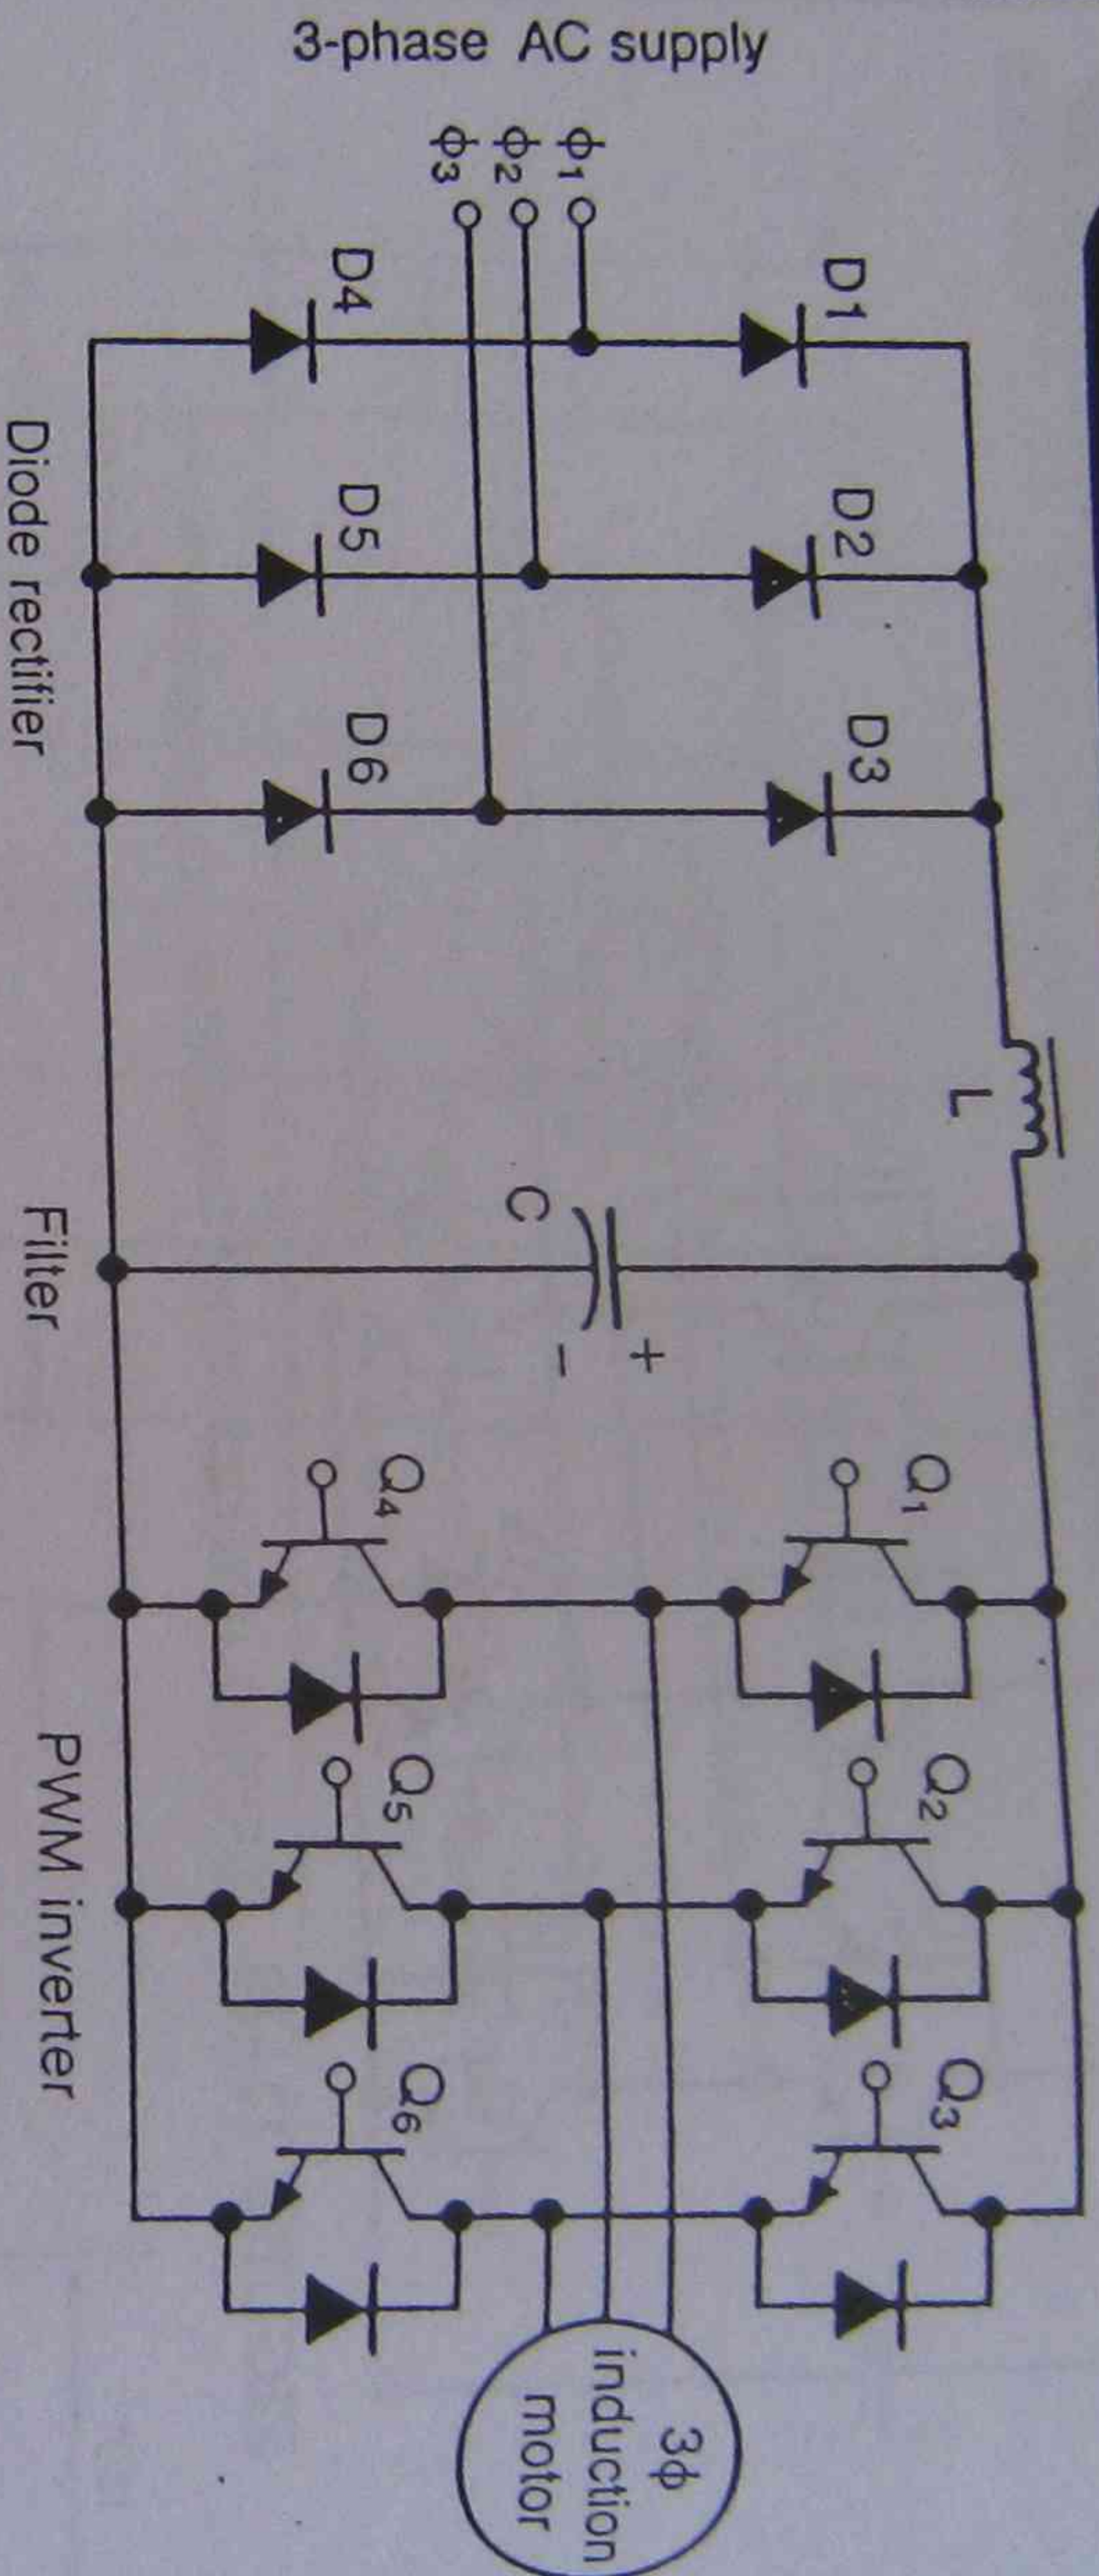 3-phase AC supply
ϕ1
ϕ2
ϕ3
D1
D2
D3
D4
D5
D6
L
C
+
−
Q1
Q2
Q3
Q4
Q5
Q6
3ϕ
induction
motor
Diode rectifier
Filter
PWM inverter